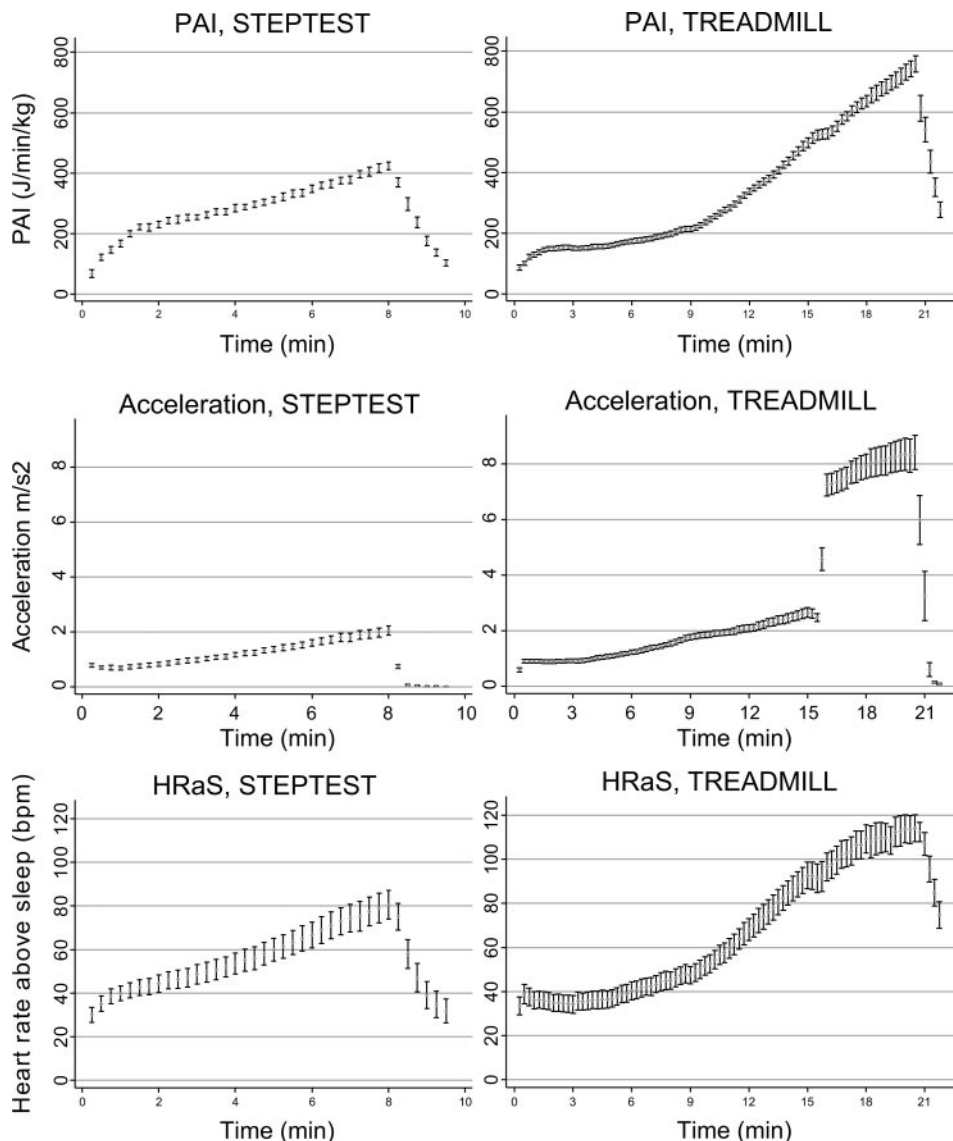 PAI, STEPTEST
PAI (J/min/kg)
800
600
400
200
0
0 2 4 6 8 10
Time (min)
PAI, TREADMILL
800
600
400
200
0
0 3 6 9 12 15 18 21
Time (min)
Acceleration, STEPTEST
Acceleration m/s2
8
6
4
2
0
0 2 4 6 8 10
Time (min)
Acceleration, TREADMILL
8
6
4
2
0
0 3 6 9 12 15 18 21
Time (min)
HRaS, STEPTEST
Heart rate above sleep (bpm)
120
100
80
60
40
20
0
0 2 4 6 8 10
Time (min)
HRaS, TREADMILL
120
100
80
60
40
20
0
0 3 6 9 12 15 18 21
Time (min)